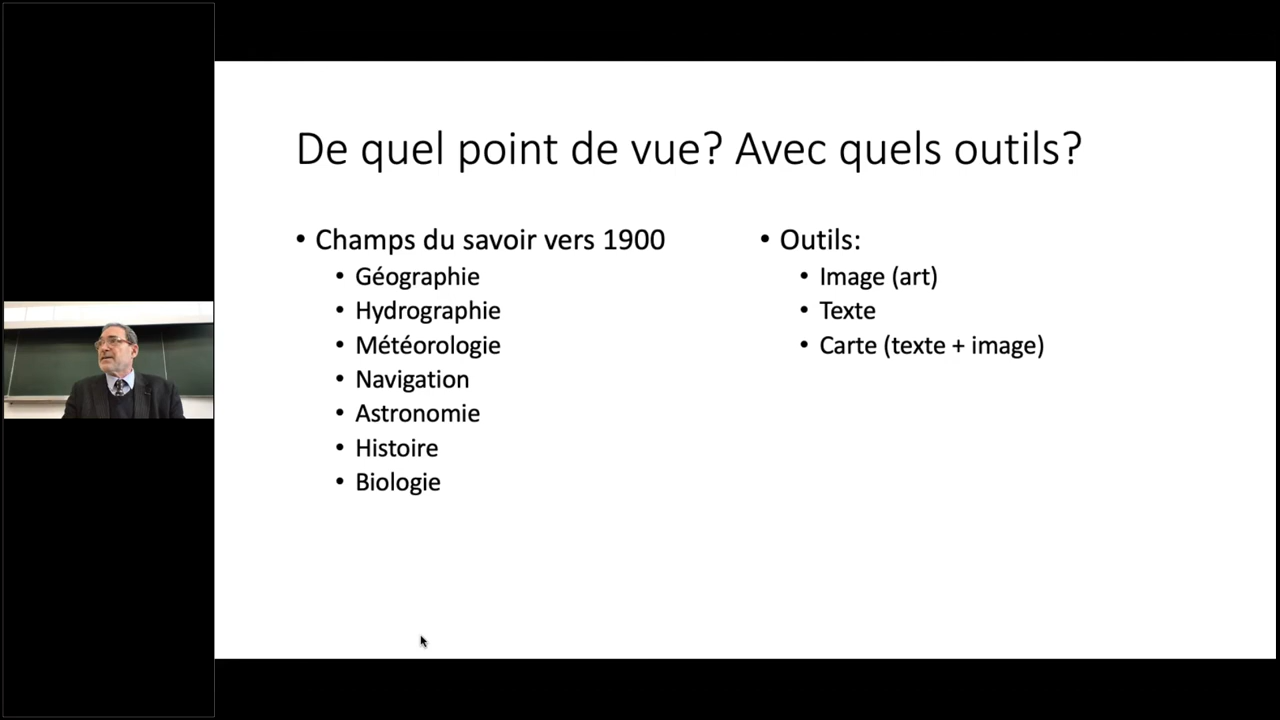 De quel point de vue? Avec quels outils?
• Champs du savoir vers 1900
• Géographie
• Hydrographie
• Météorologie
• Navigation
• Astronomie
• Histoire
• Biologie
• Outils:
• Image (art)
• Texte
• Carte (texte + image)